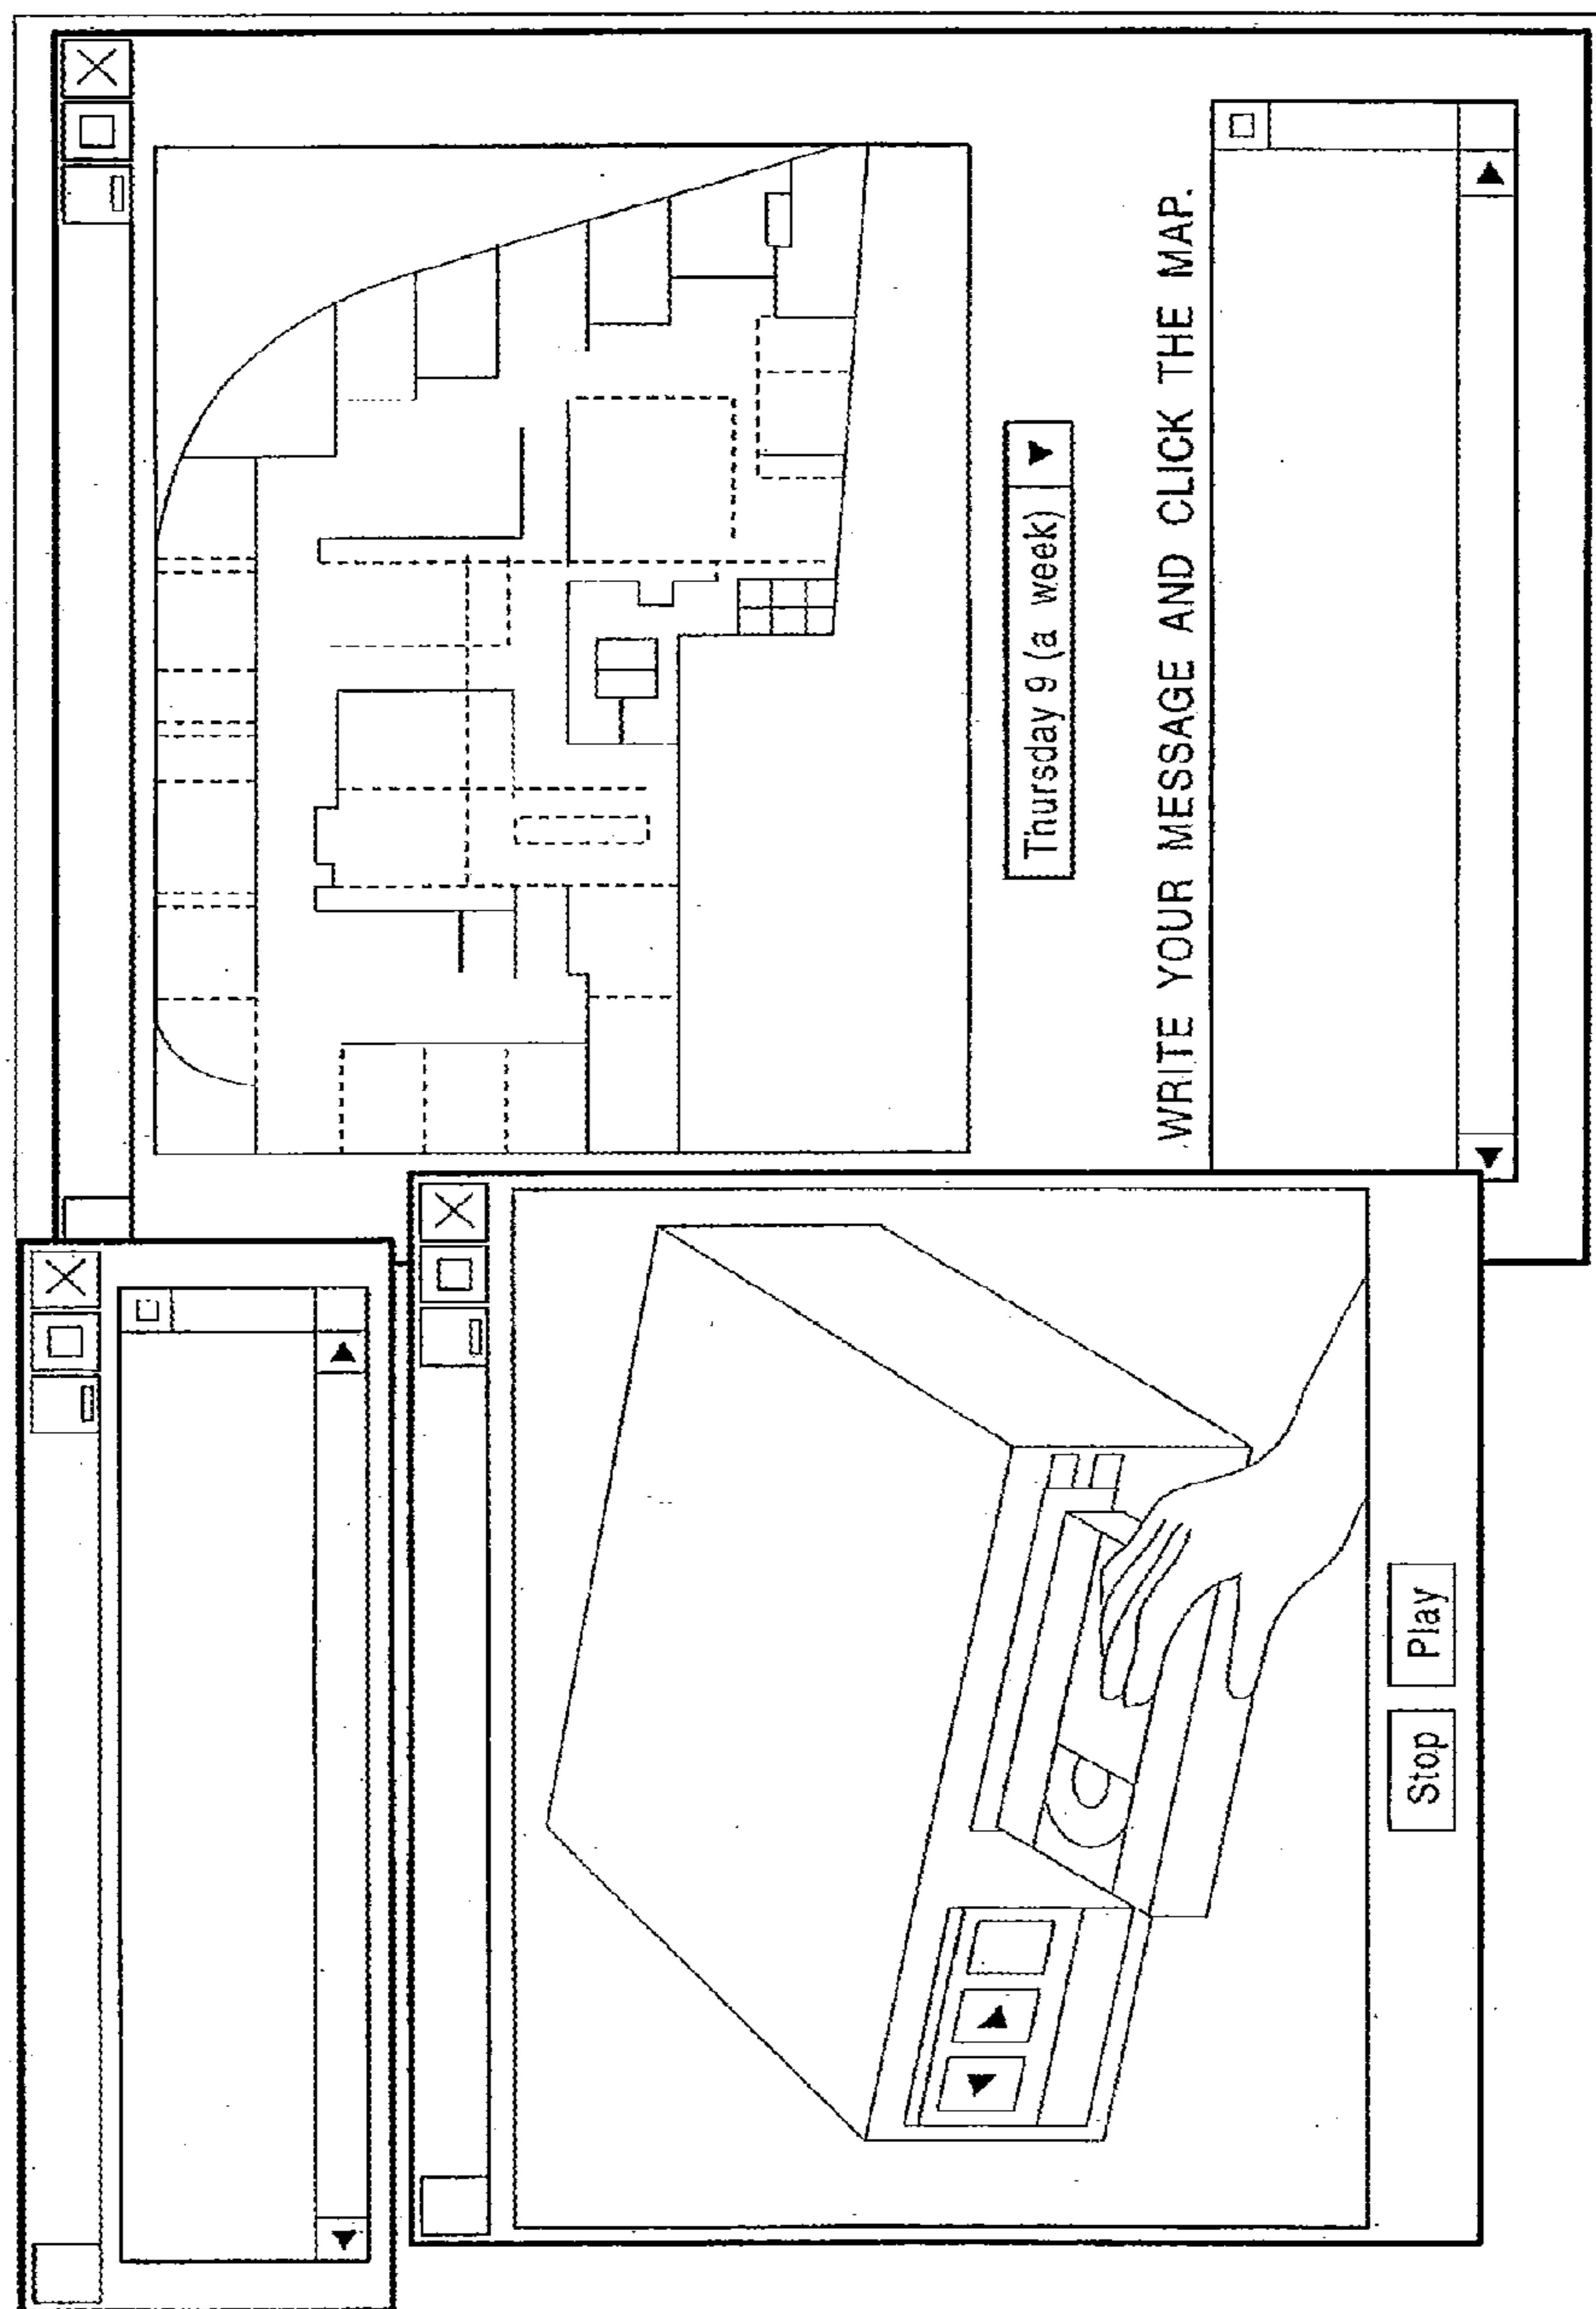 Stop
Play
Thursday 9 (a week)
WRITE YOUR MESSAGE AND CLICK THE MAP.